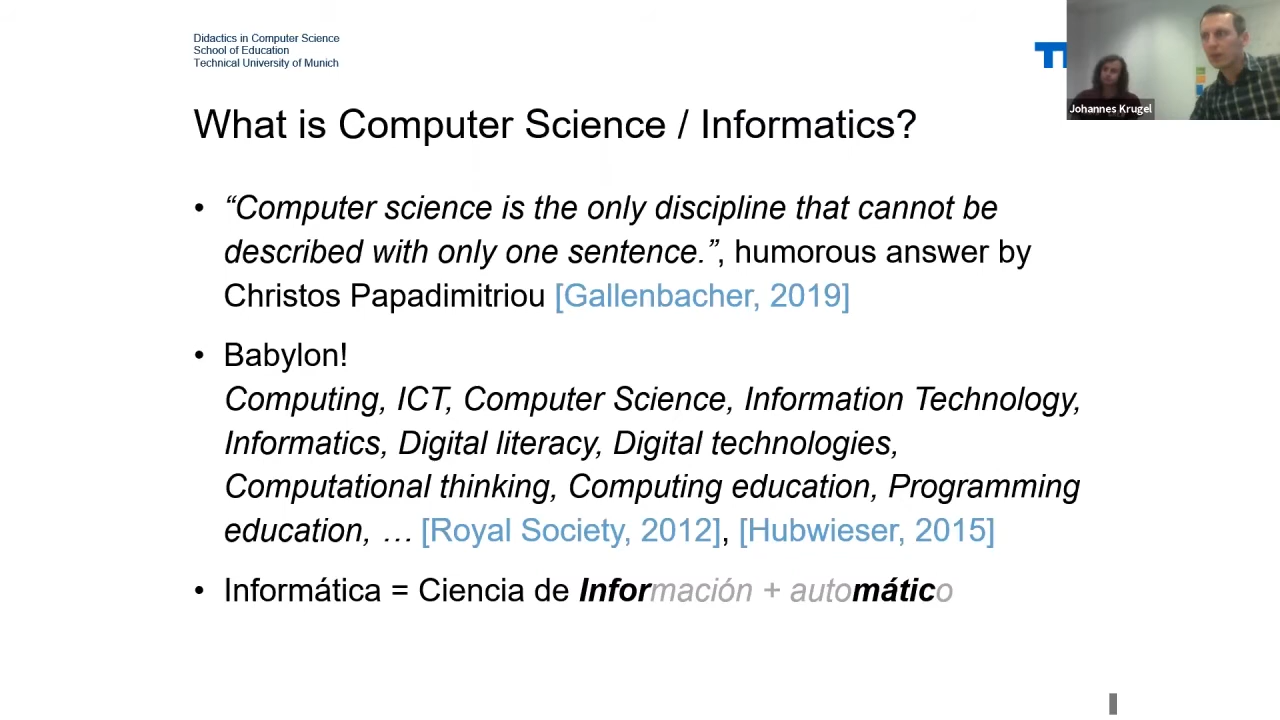 Didactics in Computer Science
School of Education
Technical University of Munich
Johannes Krugel
What is Computer Science / Informatics?
• “Computer science is the only discipline that cannot be
described with only one sentence.”, humorous answer by
Christos Papadimitriou [Gallenbacher, 2019]
• Babylon!
Computing, ICT, Computer Science, Information Technology,
Informatics, Digital literacy, Digital technologies,
Computational thinking, Computing education, Programming
education, … [Royal Society, 2012], [Hubwieser, 2015]
• Informática = Ciencia de Información + automático